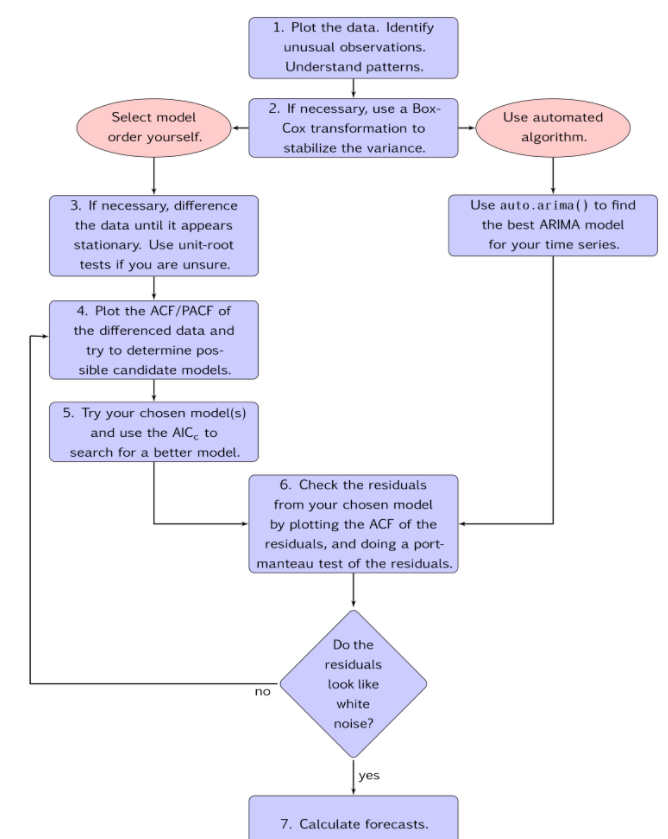 1. Plot the data. Identify
unusual observations.
Understand patterns.
Select model
order yourself.
2. If necessary, use a Box-
Cox transformation to
stabilize the variance.
Use automated
algorithm.
3. If necessary, difference
the data until it appears
stationary. Use unit-root
tests if you are unsure.
Use auto.arima() to find
the best ARIMA model
for your time series.
4. Plot the ACF/PACF of
the differenced data and
try to determine pos-
sible candidate models.
5. Try your chosen model(s)
and use the AICc to
search for a better model.
6. Check the residuals
from your chosen model
by plotting the ACF of the
residuals, and doing a port-
manteau test of the residuals.
Do the
residuals
look like
white
noise?
no
yes
7. Calculate forecasts.